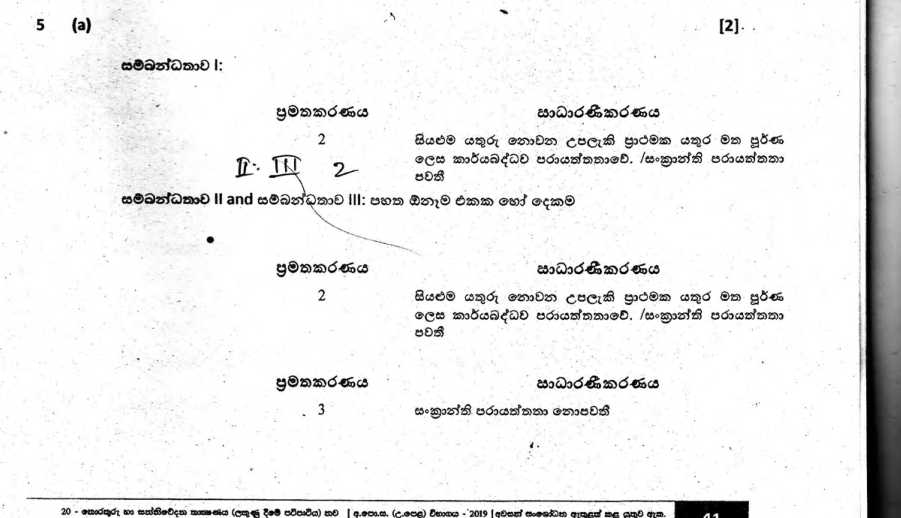 5 (a) [2]
සම්බන්ධතාව I:
ප්‍රමතකරණය සාධාරණීකරණය
2 සියළුම යතුරු නොවන උපලැකි ප්‍රාථමක යතුර මත පූර්ණ
ලෙස කාර්යබද්ධව පරායත්තතාවේ. /සංක්‍රාන්ති පරායත්තතා
පවතී
II: III 2
සම්බන්ධතාව II and සම්බන්ධතාව III: පහත ඕනෑම එකක හෝ දෙකම
ප්‍රමතකරණය සාධාරණීකරණය
2 සියළුම යතුරු නොවන උපලැකි ප්‍රාථමක යතුර මත පූර්ණ
ලෙස කාර්යබද්ධව පරායත්තතාවේ. /සංක්‍රාන්ති පරායත්තතා
පවතී
ප්‍රමතකරණය සාධාරණීකරණය
3 සංක්‍රාන්ති පරායත්තතා නොපවතී
20 - තොරතුරු හා සන්නිවේදන තාක්ෂණය (ලකුණු දීමේ පටිපාටිය) නව | අ.පො.ස. (උ.පෙළ) විභාගය - 2019 | අවසන් සංශෝධන ඇතුළත් කළ යුතුව ඇත. 41